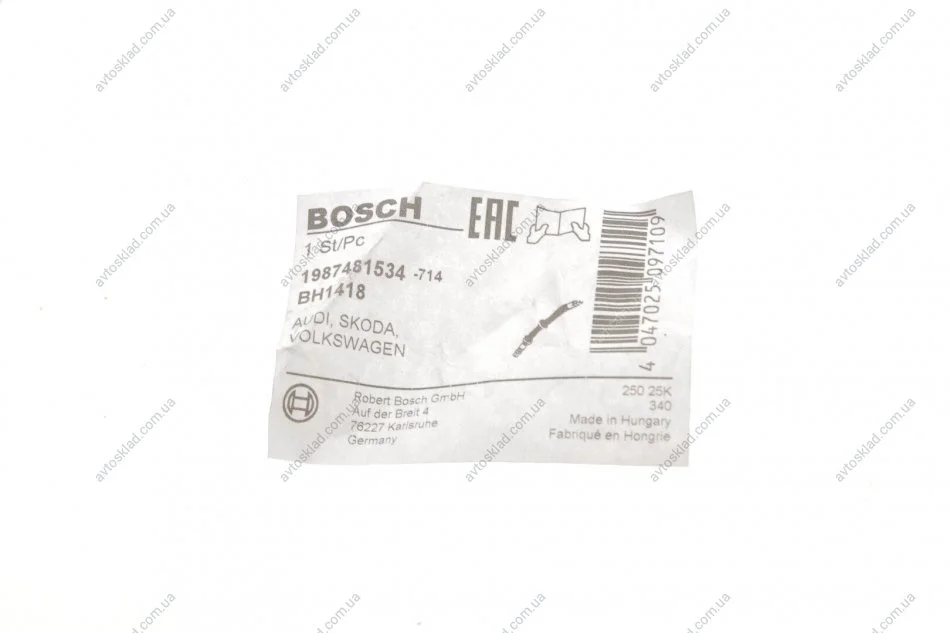 BOSCH
EAC
1 St/Pc
1987481534 -714
BH1418
AUDI, SKODA,
VOLKSWAGEN
4 047025 097109
Robert Bosch GmbH
Auf der Breit 4
76227 Karlsruhe
Germany
250 25K
340
Made in Hungary
Fabriqué en Hongrie
avtosklad.com.ua